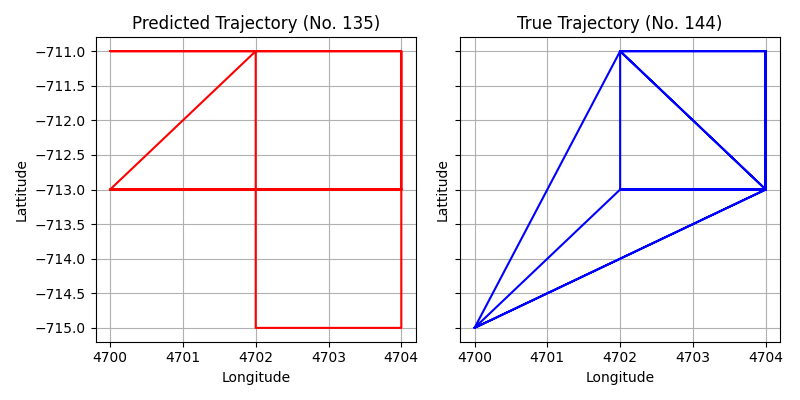 Predicted Trajectory (No. 135)
True Trajectory (No. 144)
−711.0
−711.5
−712.0
−712.5
−713.0
−713.5
−714.0
−714.5
−715.0
Lattitude
Lattitude
4700 4701 4702 4703 4704
4700 4701 4702 4703 4704
Longitude
Longitude